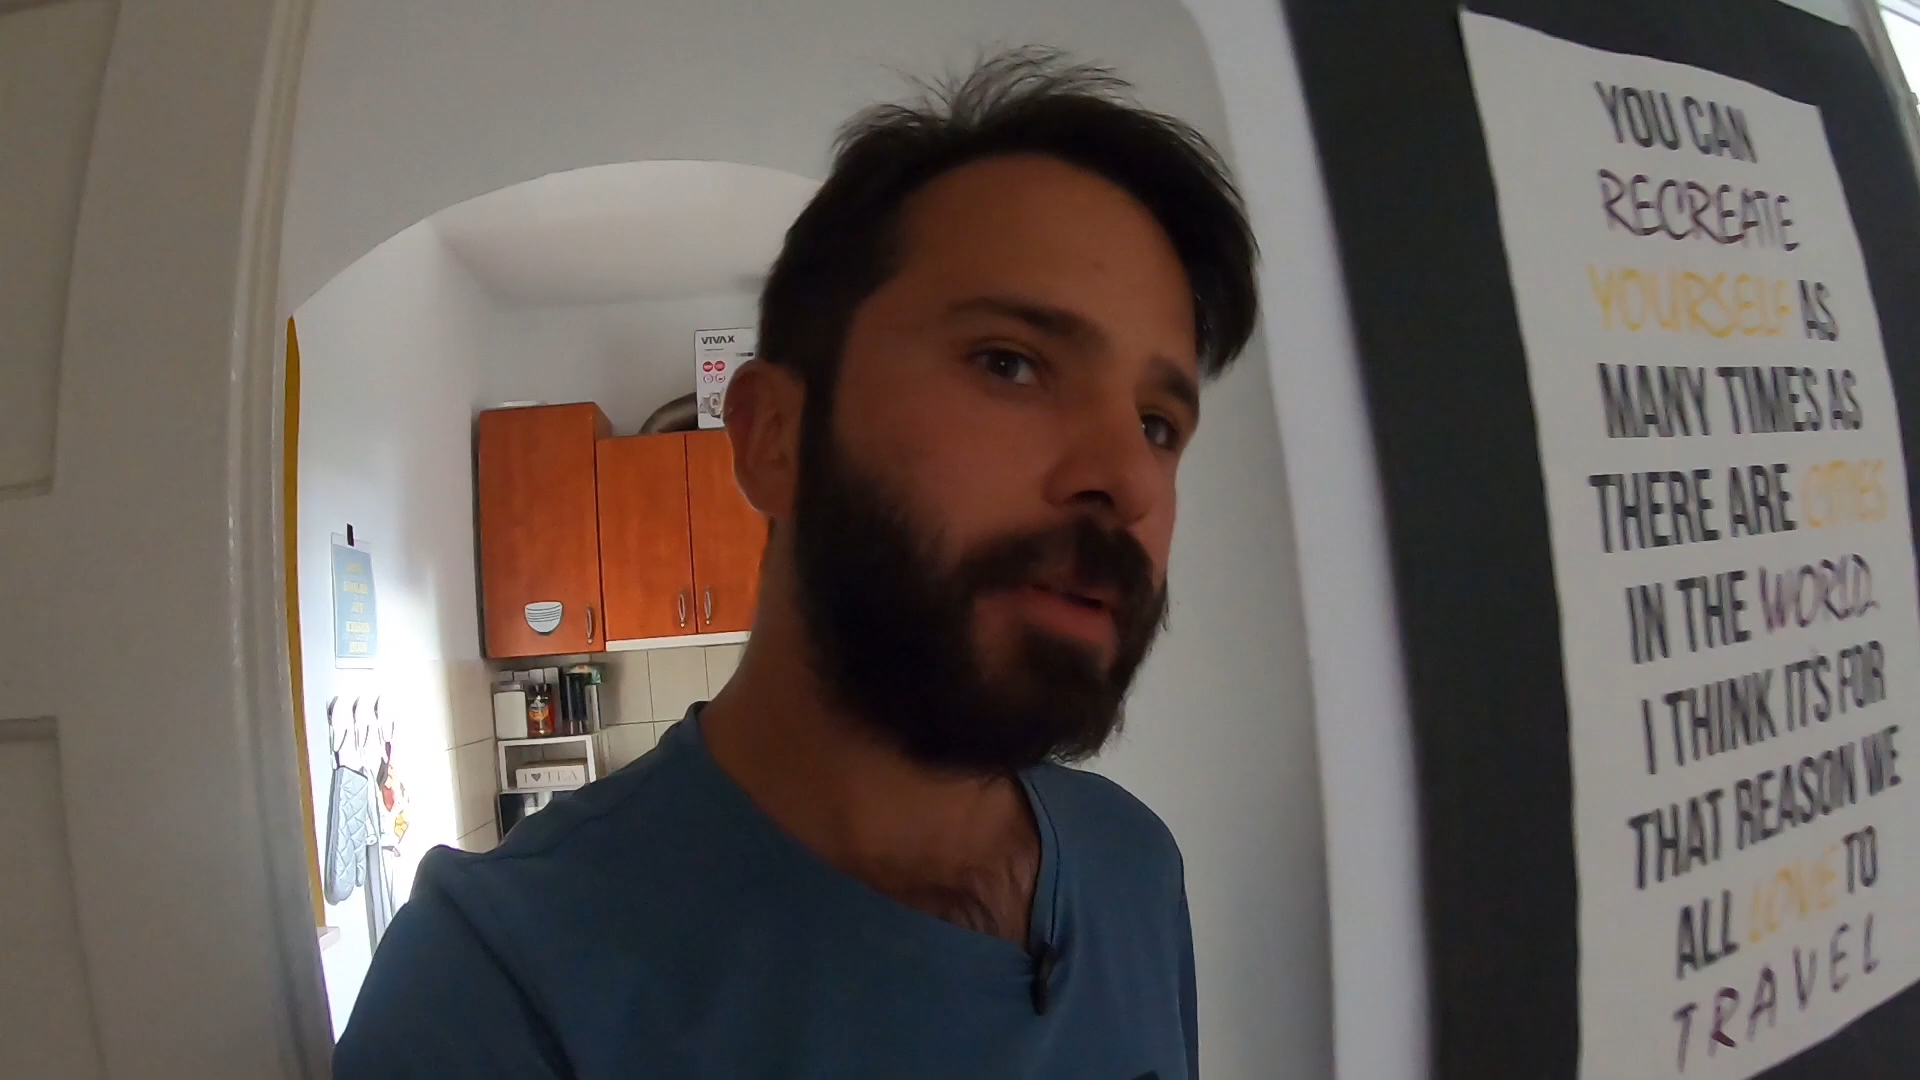 VIVAX
I ♥ TEA
YOU CAN
RECREATE
YOURSELF AS
MANY TIMES AS
THERE ARE CITIES
IN THE WORLD.
I THINK IT'S FOR
THAT REASON WE
ALL LOVE TO
TRAVEL